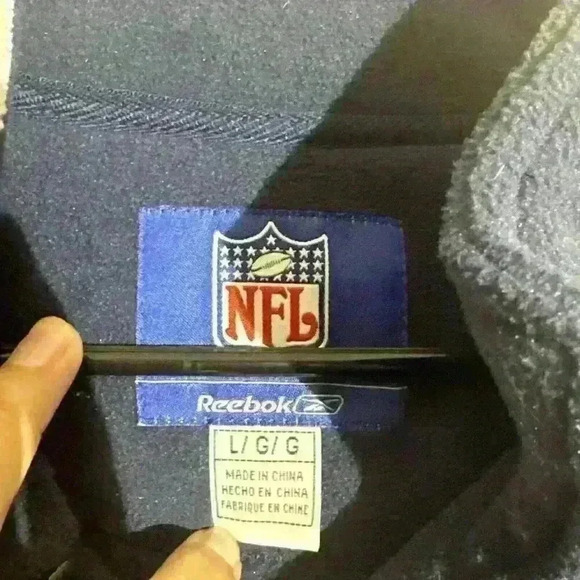 NFL
Reebok
L/G/G
MADE IN CHINA
HECHO EN CHINA
FABRIQUE EN CHINE